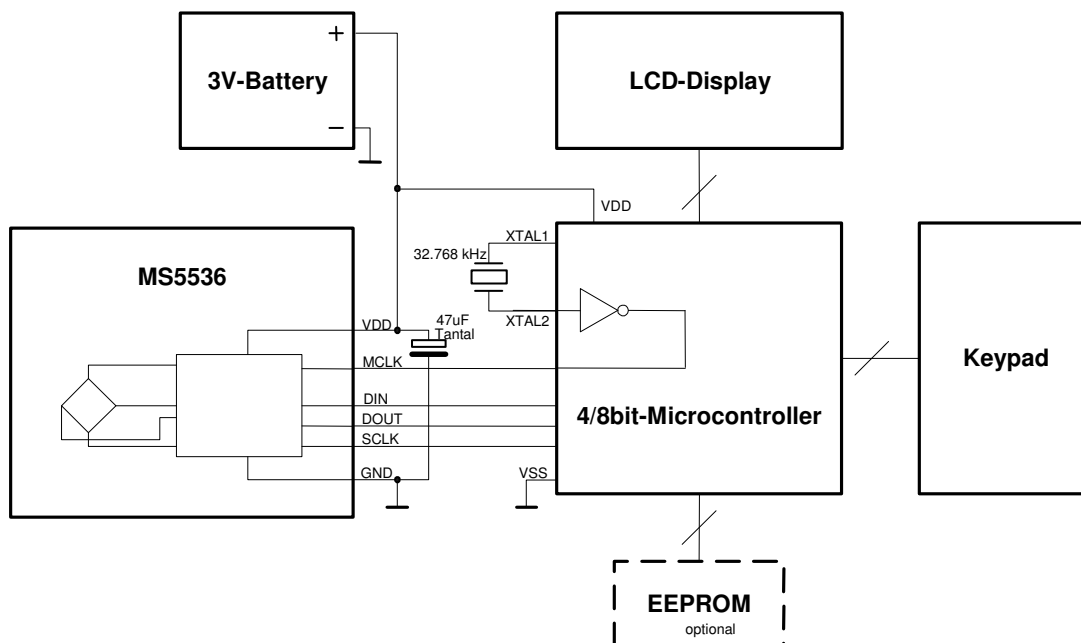 +
3V-Battery
−
LCD-Display
VDD
XTAL1
32.768 kHz
XTAL2
MS5536
VDD
47uF
Tantal
MCLK
DIN
DOUT
SCLK
GND
4/8bit-Microcontroller
VSS
Keypad
EEPROM
optional